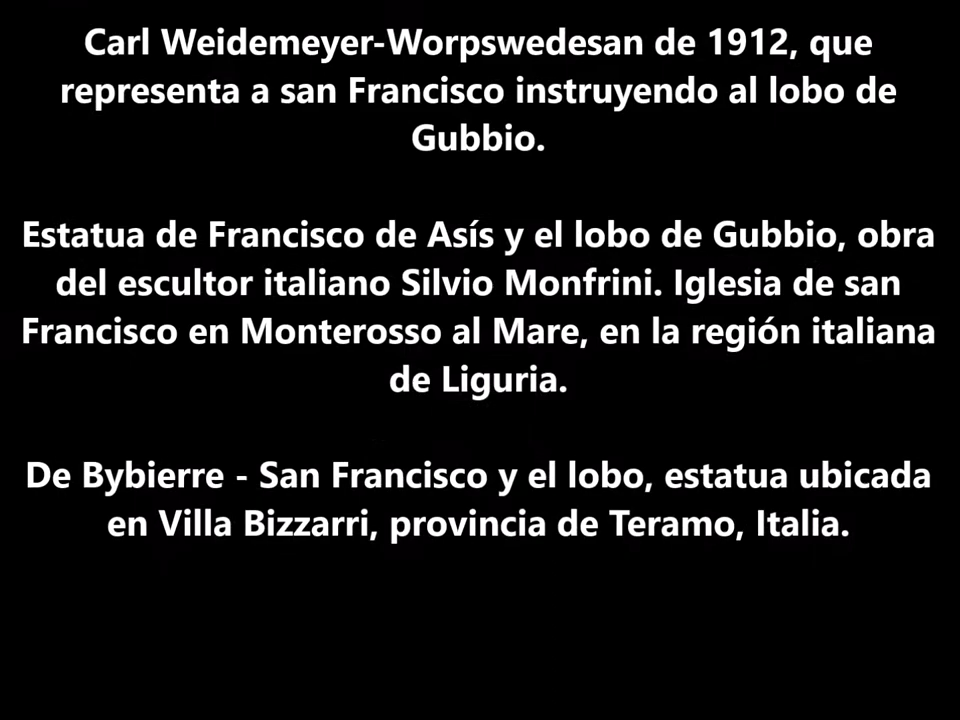 Carl Weidemeyer-Worpswedesan de 1912, que
representa a san Francisco instruyendo al lobo de
Gubbio.
Estatua de Francisco de Asís y el lobo de Gubbio, obra
del escultor italiano Silvio Monfrini. Iglesia de san
Francisco en Monterosso al Mare, en la región italiana
de Liguria.
De Bybierre - San Francisco y el lobo, estatua ubicada
en Villa Bizzarri, provincia de Teramo, Italia.